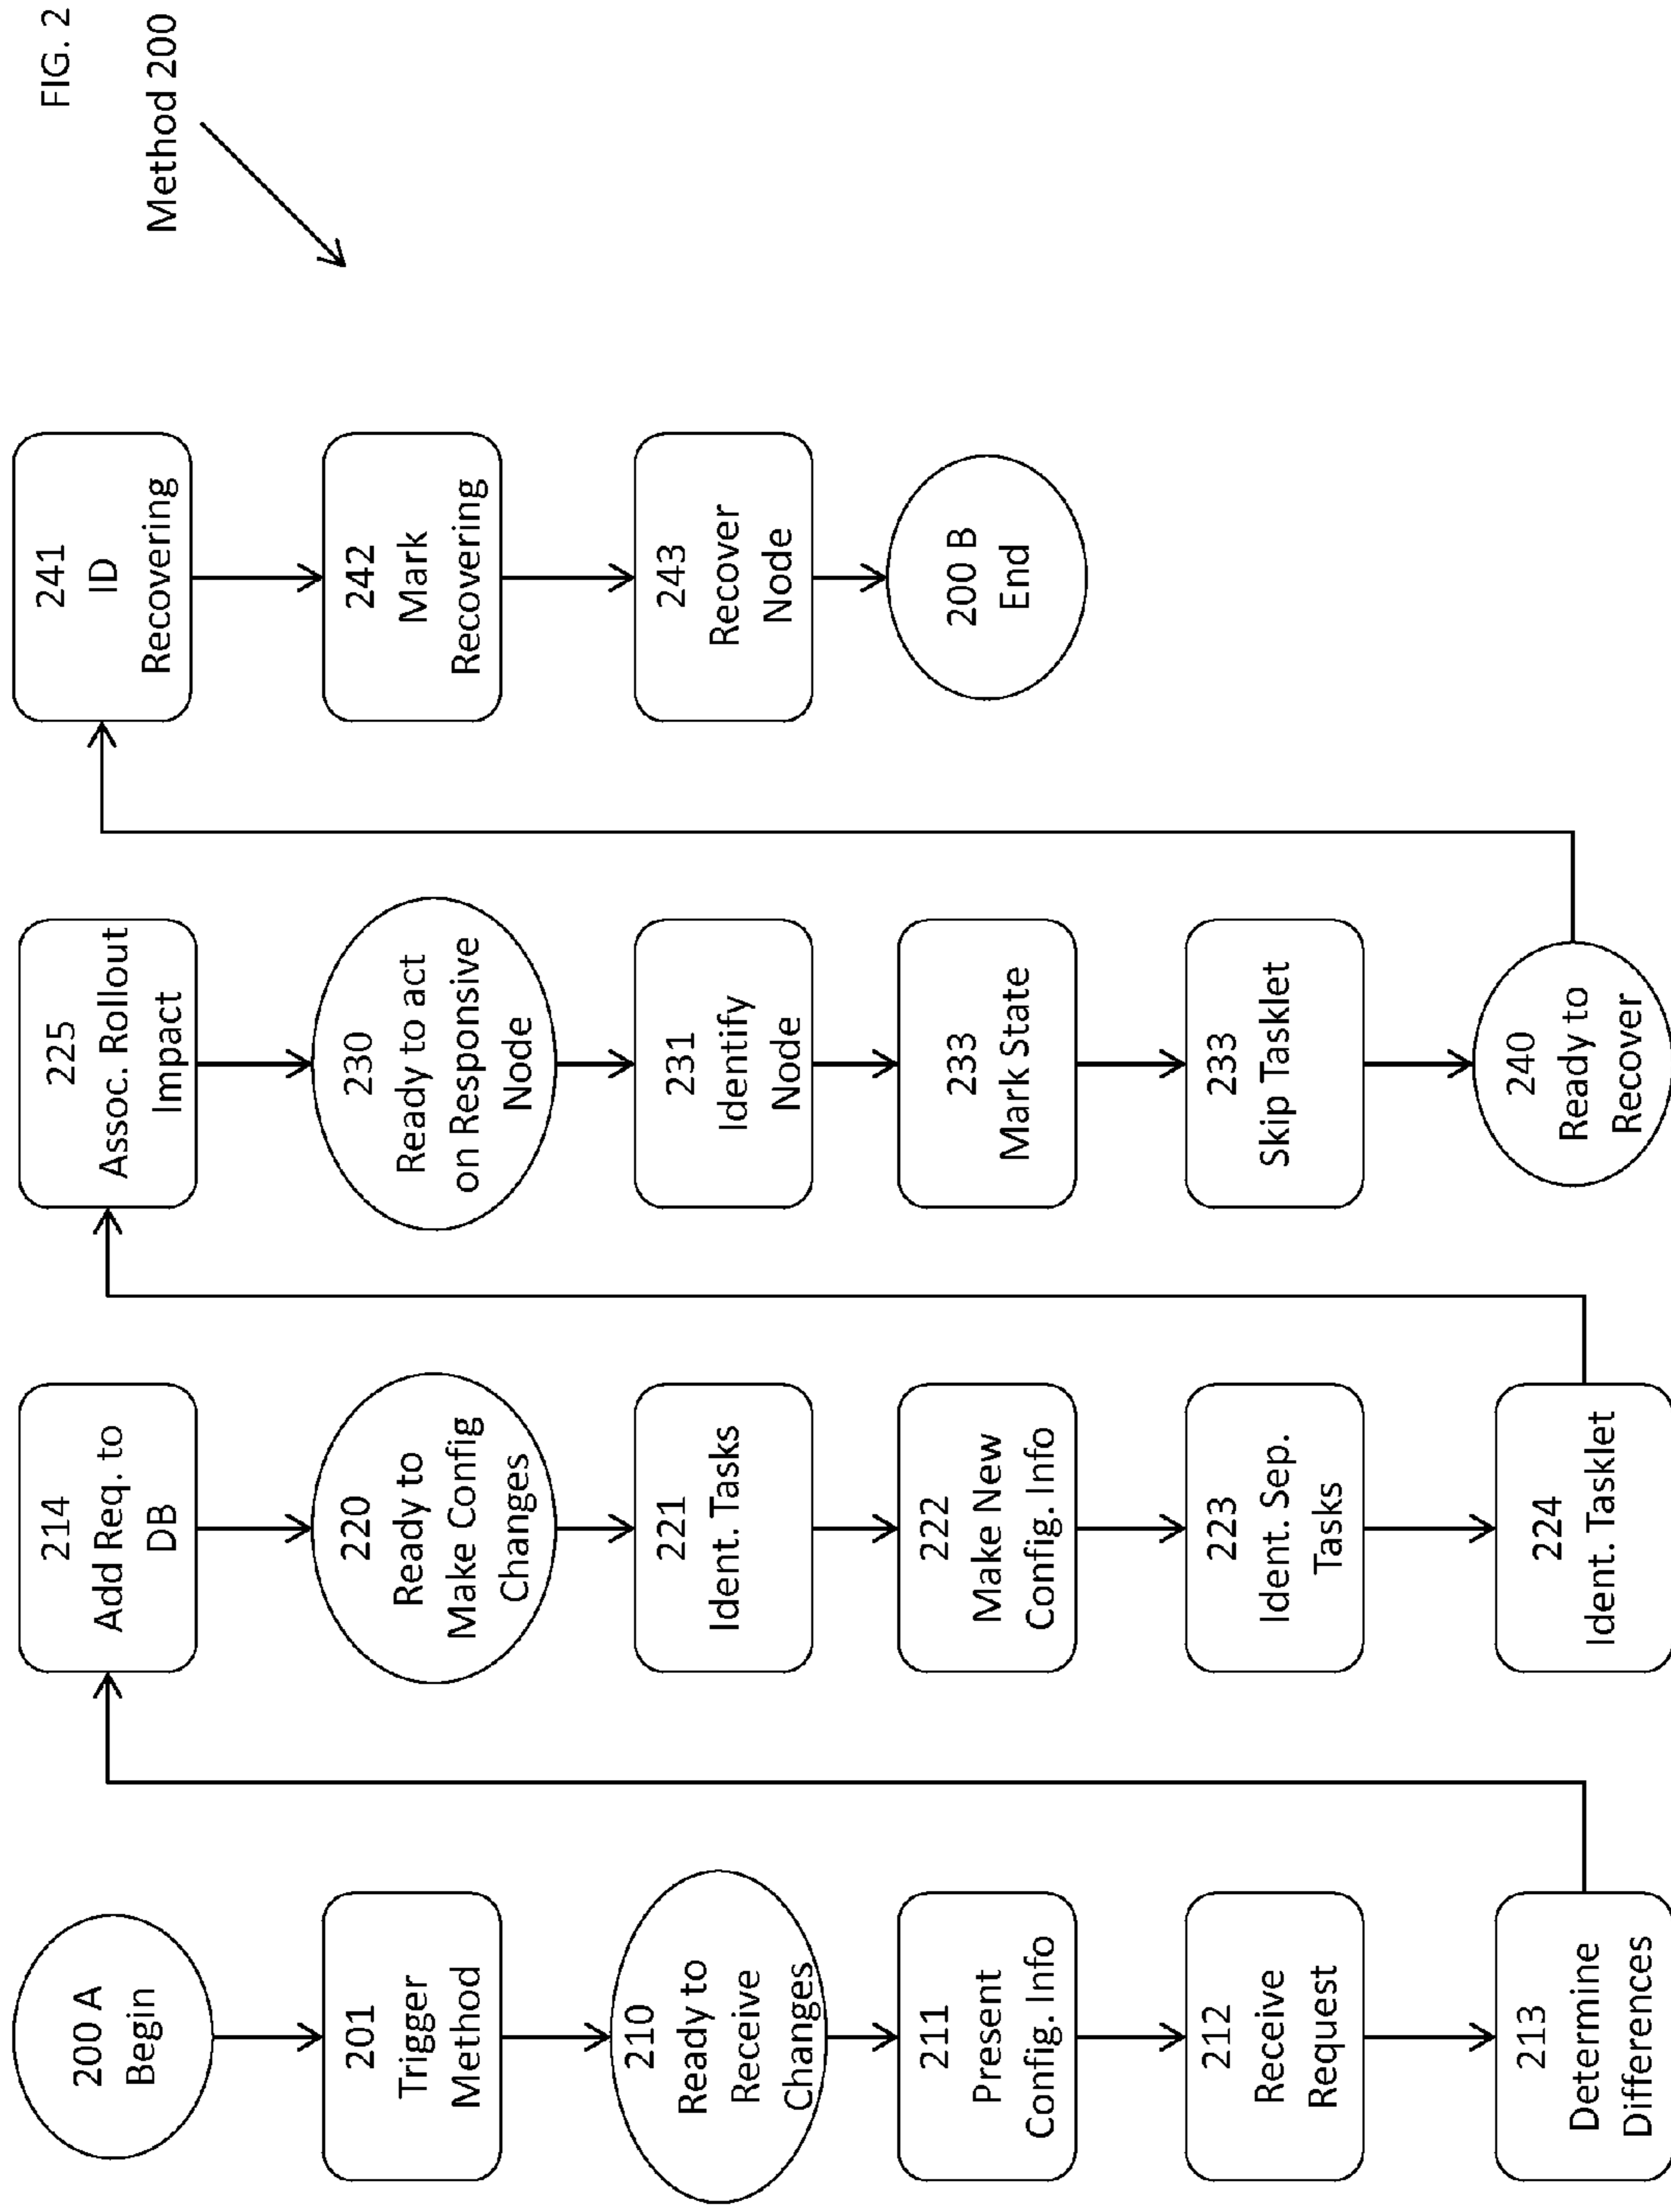 FIG. 2
Method 200
200 A
Begin
201
Trigger
Method
210
Ready to
Receive
Changes
211
Present
Config. Info
212
Receive
Request
213
Determine
Differences
214
Add Req. to
DB
220
Ready to
Make Config
Changes
221
Ident. Tasks
222
Make New
Config. Info
223
Ident. Sep.
Tasks
224
Ident. Tasklet
225
Assoc. Rollout
Impact
230
Ready to act
on Responsive
Node
231
Identify
Node
233
Mark State
233
Skip Tasklet
240
Ready to
Recover
241
ID
Recovering
242
Mark
Recovering
243
Recover
Node
200 B
End